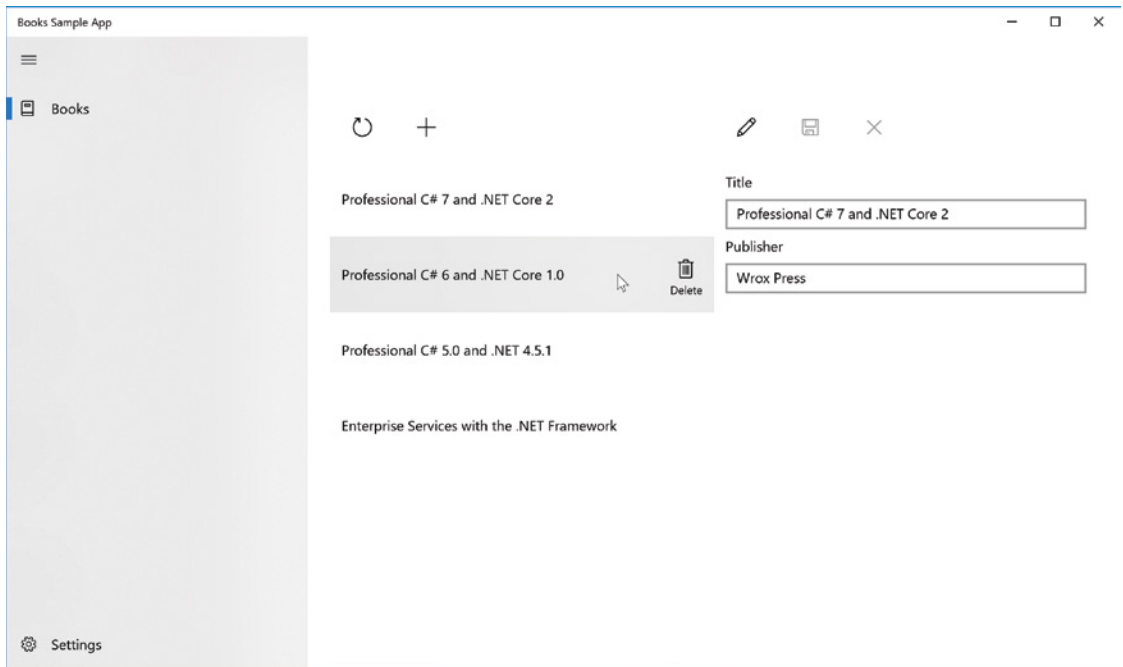 Books Sample App
Books
Professional C# 7 and .NET Core 2
Professional C# 6 and .NET Core 1.0
Delete
Professional C# 5.0 and .NET 4.5.1
Enterprise Services with the .NET Framework
Title
Professional C# 7 and .NET Core 2
Publisher
Wrox Press
Settings